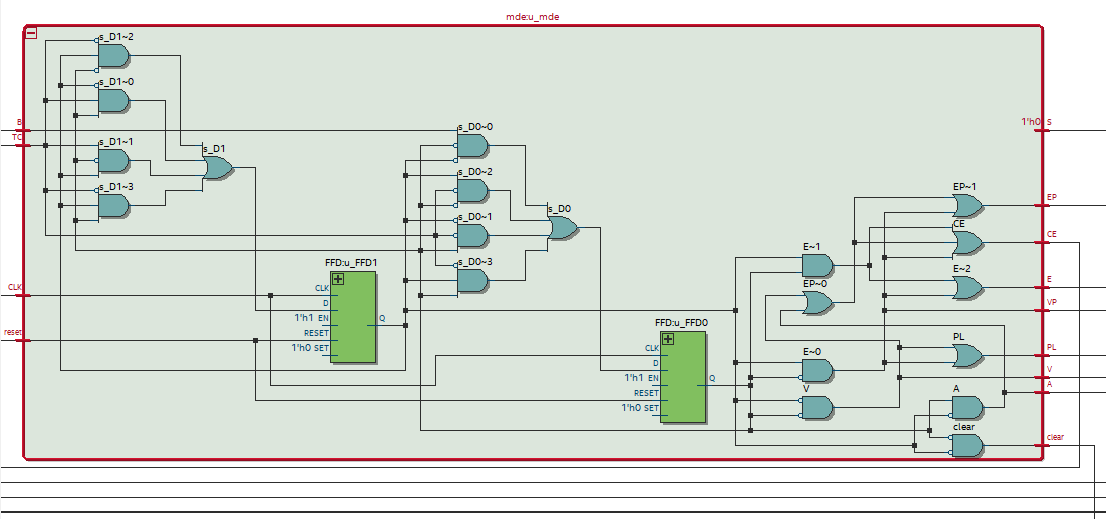 mde:u_mde
s_D1~2
s_D1~0
B
TC
s_D1~1
s_D1
s_D1~3
s_D0~0
s_D0~2
s_D0
s_D0~1
s_D0~3
1'h0 S
EP~1
EP
CE
CE
E~1
E~2
E
EP~0
VP
FFD:u_FFD1
CLK
CLK
D
1'h1 EN
Q
RESET
reset
1'h0 SET
FFD:u_FFD0
CLK
D
1'h1 EN
Q
RESET
1'h0 SET
PL
PL
E~0
V
V
A
A
clear
clear